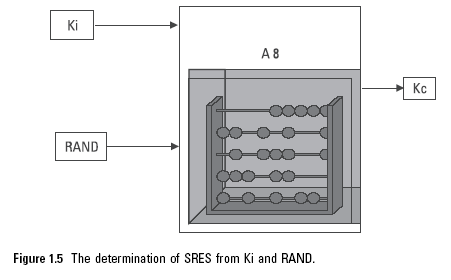 Ki
A 8
Kc
RAND
Figure 1.5 The determination of SRES from Ki and RAND.